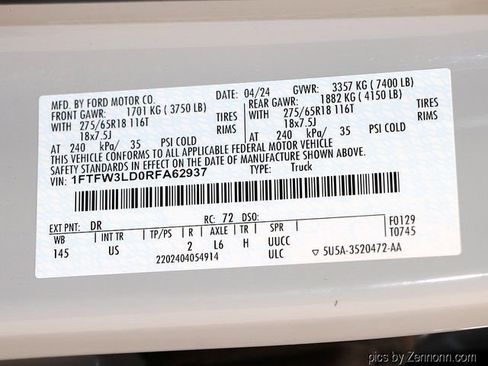 MFD. BY FORD MOTOR CO. DATE: 04/24 GVWR: 3357 KG (7400 LB)
FRONT GAWR: 1701 KG (3750 LB) REAR GAWR: 1882 KG (4150 LB)
WITH 275/65R18 116T TIRES WITH 275/65R18 116T TIRES
18x7.5J RIMS 18x7.5J RIMS
AT 240 kPa/ 35 PSI COLD AT 240 kPa/ 35 PSI COLD
THIS VEHICLE CONFORMS TO ALL APPLICABLE FEDERAL MOTOR VEHICLE
SAFETY STANDARDS IN EFFECT ON THE DATE OF MANUFACTURE SHOWN ABOVE.
VIN: 1FTFW3LD0RFA62937 TYPE: Truck
EXT PNT: DR RC: 72 DSO: F0129
WB INT TR TP/PS R AXLE TR T0745
145 US 2 L6 H UUCC
2202404054914 ULC ▽ 5U5A-3520472-AA
pics by Zennonn.com